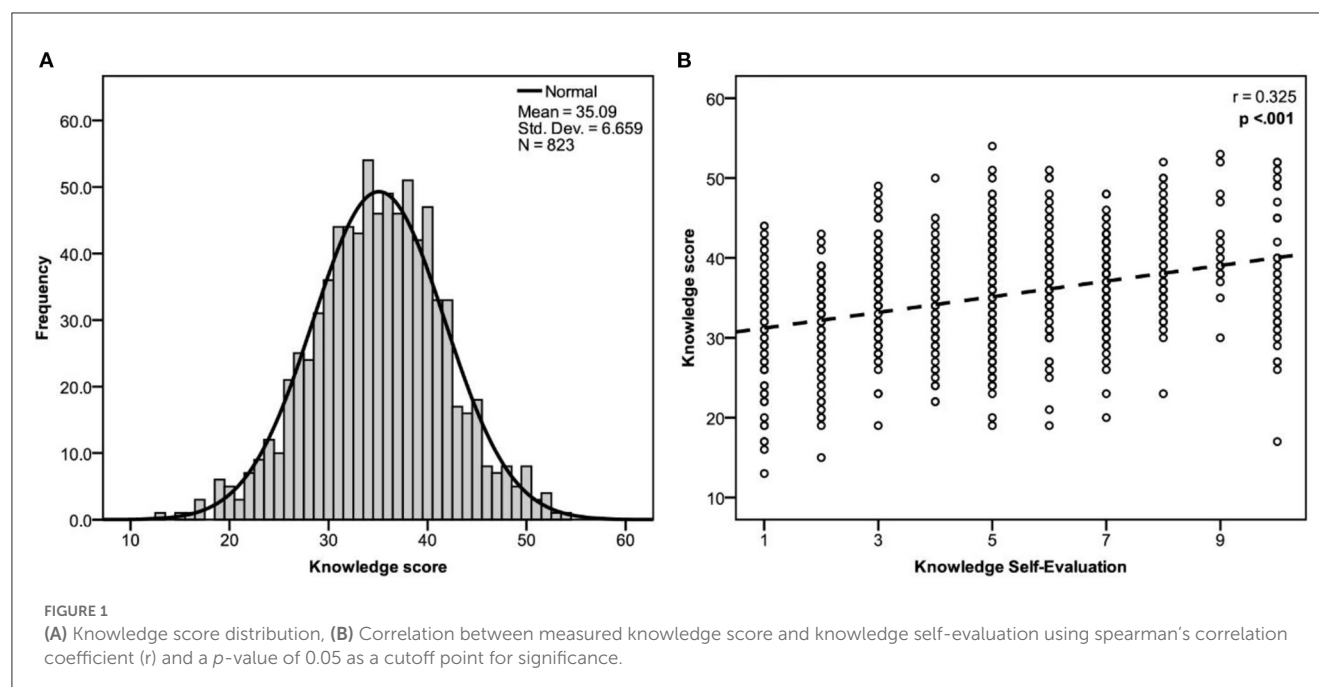 A
Normal
Mean = 35.09
Std. Dev. = 6.659
N = 823
60.0
50.0
40.0
30.0
20.0
10.0
0.0
Frequency
10 20 30 40 50 60
Knowledge score
B
r = 0.325
p <.001
60
50
40
30
20
10
Knowledge score
1 3 5 7 9
Knowledge Self-Evaluation
FIGURE 1
(A) Knowledge score distribution, (B) Correlation between measured knowledge score and knowledge self-evaluation using spearman's correlation
coefficient (r) and a p-value of 0.05 as a cutoff point for significance.